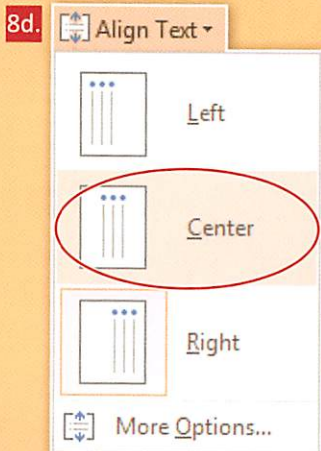 8d. Align Text
Left
Center
Right
More Options...